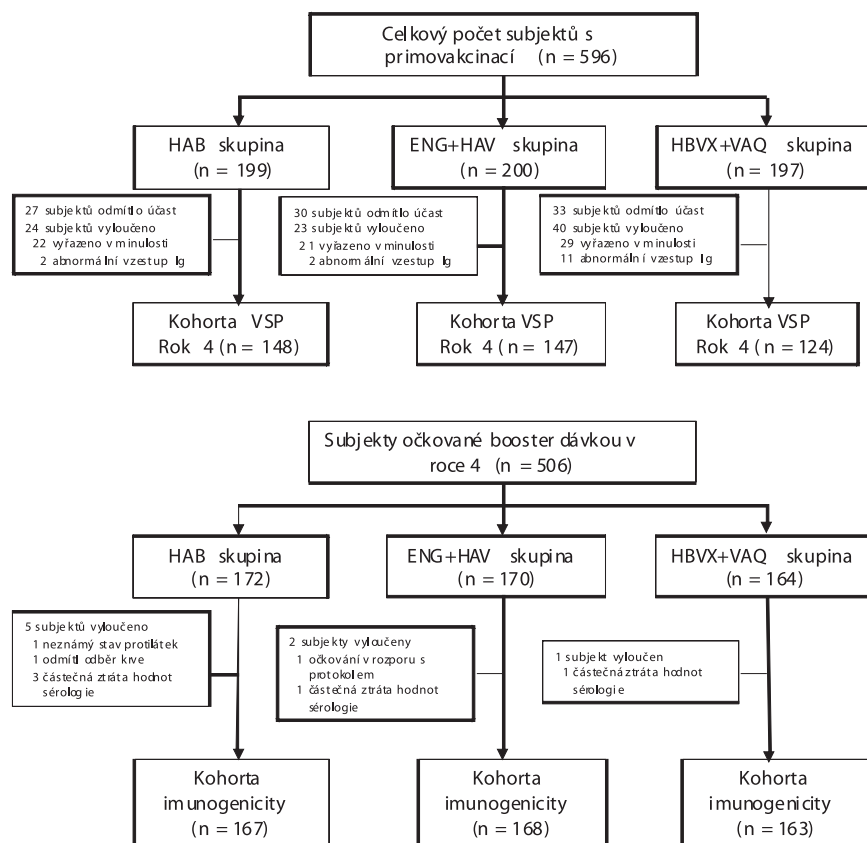 Celkový počet subjektů s
primovakcinací (n = 596)
HAB skupina
(n = 199)
ENG+HAV skupina
(n = 200)
HBVX+VAQ skupina
(n = 197)
27 subjektů odmítlo účast
24 subjektů vyloučeno
22 vyřazeno v minulosti
2 abnormální vzestup Ig
30 subjektů odmítlo účast
23 subjektů vyloučeno
21 vyřazeno v minulosti
2 abnormální vzestup Ig
33 subjektů odmítlo účast
40 subjektů vyloučeno
29 vyřazeno v minulosti
11 abnormální vzestup Ig
Kohorta VSP
Rok 4 (n = 148)
Kohorta VSP
Rok 4 (n = 147)
Kohorta VSP
Rok 4 (n = 124)
Subjekty očkované booster dávkou v
roce 4 (n = 506)
HAB skupina
(n = 172)
ENG+HAV skupina
(n = 170)
HBVX+VAQ skupina
(n = 164)
5 subjektů vyloučeno
1 neznámý stav protilátek
1 odmítl odběr krve
3 částečná ztráta hodnot
sérologie
2 subjekty vyloučeny
1 očkování v rozporu s
protokolem
1 částečná ztráta hodnot
sérologie
1 subjekt vyloučen
1 částečná ztráta hodnot
sérologie
Kohorta
imunogenicity
(n = 167)
Kohorta
imunogenicity
(n = 168)
Kohorta
imunogenicity
(n = 163)